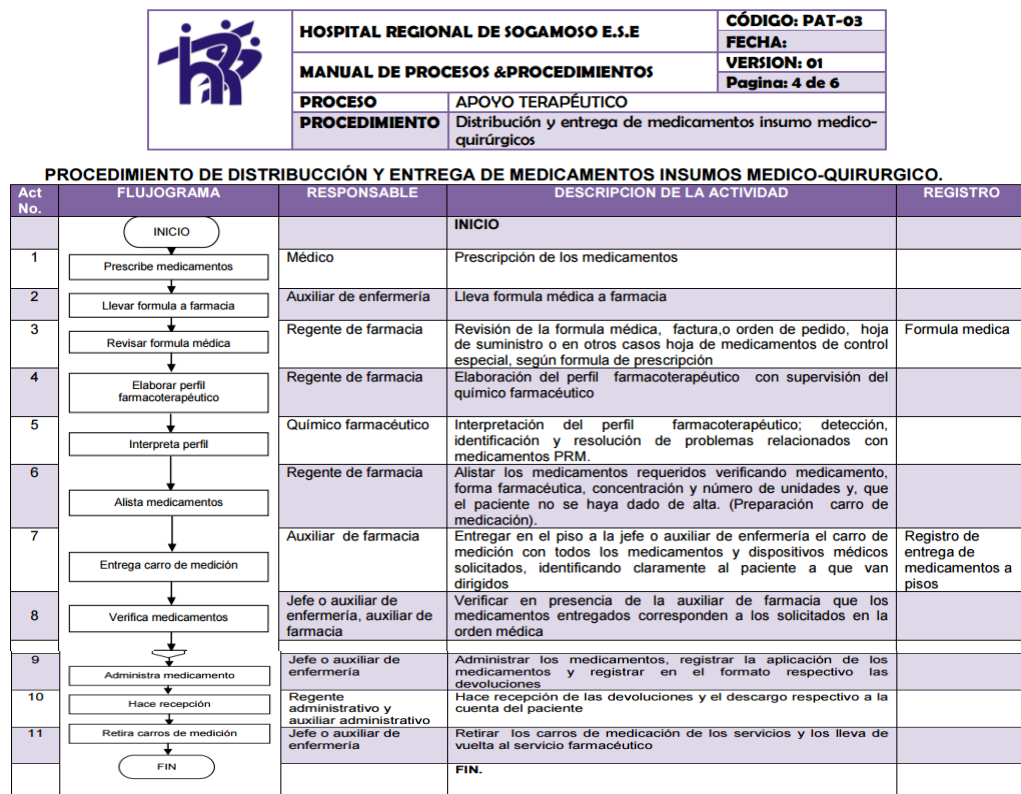 HOSPITAL REGIONAL DE SOGAMOSO E.S.E
CÓDIGO: PAT-03
FECHA:
MANUAL DE PROCESOS &PROCEDIMIENTOS
VERSION: 01
Pagina: 4 de 6
PROCESO
APOYO TERAPÉUTICO
PROCEDIMIENTO
Distribución y entrega de medicamentos insumo medico-
quirúrgicos
PROCEDIMIENTO DE DISTRIBUCCIÓN Y ENTREGA DE MEDICAMENTOS INSUMOS MEDICO-QUIRURGICO.
Act
No.
FLUJOGRAMA
RESPONSABLE
DESCRIPCION DE LA ACTIVIDAD
REGISTRO
INICIO
INICIO
1
Prescribe medicamentos
Médico
Prescripción de los medicamentos
2
Llevar formula a farmacia
Auxiliar de enfermería
Lleva formula médica a farmacia
3
Revisar formula médica
Regente de farmacia
Revisión de la formula médica, factura,o orden de pedido, hoja
de suministro o en otros casos hoja de medicamentos de control
especial, según formula de prescripción
Formula medica
4
Elaborar perfil
farmacoterapéutico
Regente de farmacia
Elaboración del perfil farmacoterapéutico con supervisión del
químico farmacéutico
5
Interpreta perfil
Químico farmacéutico
Interpretación del perfil farmacoterapéutico; detección,
identificación y resolución de problemas relacionados con
medicamentos PRM.
6
Alista medicamentos
Regente de farmacia
Alistar los medicamentos requeridos verificando medicamento,
forma farmacéutica, concentración y número de unidades y, que
el paciente no se haya dado de alta. (Preparación carro de
medicación).
7
Entrega carro de medición
Auxiliar de farmacia
Entregar en el piso a la jefe o auxiliar de enfermería el carro de
medición con todos los medicamentos y dispositivos médicos
solicitados, identificando claramente al paciente a que van
dirigidos
Registro de
entrega de
medicamentos a
pisos
8
Verifica medicamentos
Jefe o auxiliar de
enfermería, auxiliar de
farmacia
Verificar en presencia de la auxiliar de farmacia que los
medicamentos entregados corresponden a los solicitados en la
orden médica
9
Administra medicamento
Jefe o auxiliar de
enfermería
Administrar los medicamentos, registrar la aplicación de los
medicamentos y registrar en el formato respectivo las
devoluciones
10
Hace recepción
Regente
administrativo y
auxiliar administrativo
Hace recepción de las devoluciones y el descargo respectivo a la
cuenta del paciente
11
Retira carros de medición
Jefe o auxiliar de
enfermería
Retirar los carros de medicación de los servicios y los lleva de
vuelta al servicio farmacéutico
FIN
FIN.